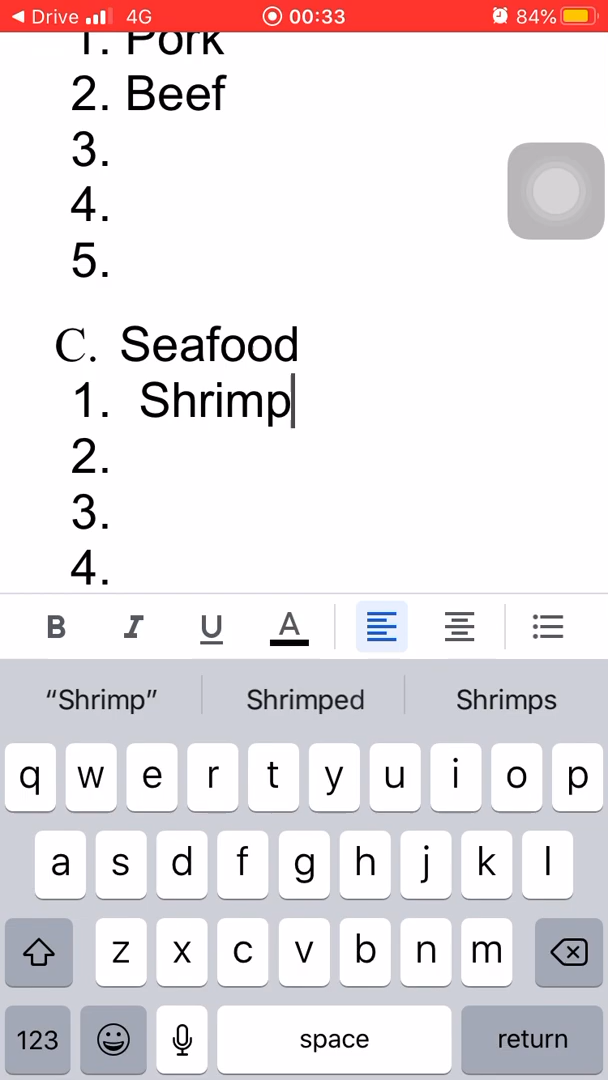 Drive 4G 00:33 84%
1. Pork
2. Beef
3.
4.
5.
C. Seafood
1. Shrimp
2.
3.
4.
B I U A
“Shrimp” Shrimped Shrimps
q w e r t y u i o p
a s d f g h j k l
z x c v b n m
123 space return